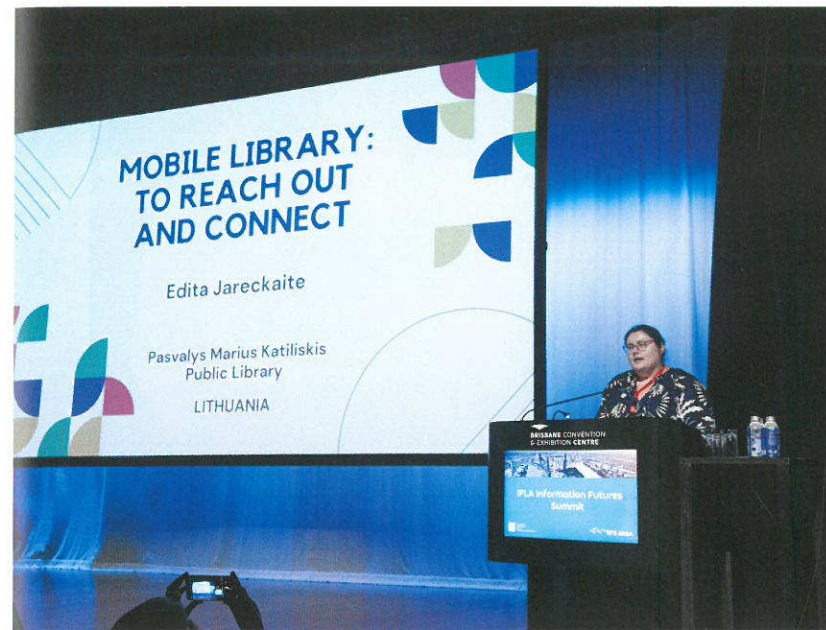 MOBILE LIBRARY:
TO REACH OUT
AND CONNECT
Edita Jareckaite
Pasvalys Marius Katiliskis
Public Library
LITHUANIA
BRISBANE CONVENTION
& EXHIBITION CENTRE
IFLA Information Futures
Summit